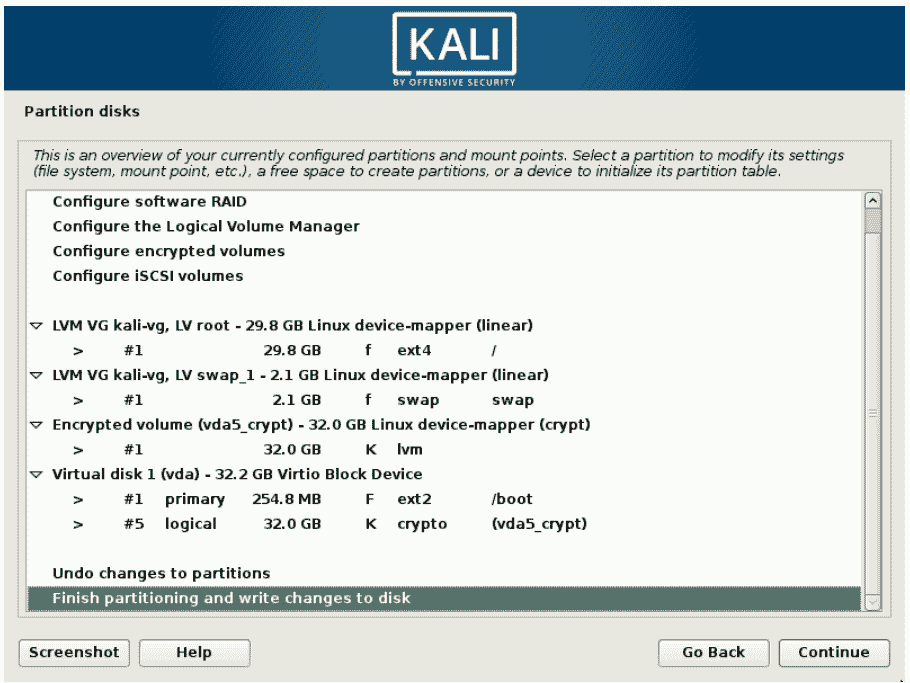 KALI
BY OFFENSIVE SECURITY
Partition disks
This is an overview of your currently configured partitions and mount points. Select a partition to modify its settings
(file system, mount point, etc.), a free space to create partitions, or a device to initialize its partition table.
Configure software RAID
Configure the Logical Volume Manager
Configure encrypted volumes
Configure iSCSI volumes
LVM VG kali-vg, LV root - 29.8 GB Linux device-mapper (linear)
> #1 29.8 GB f ext4 /
LVM VG kali-vg, LV swap_1 - 2.1 GB Linux device-mapper (linear)
> #1 2.1 GB f swap swap
Encrypted volume (vda5_crypt) - 32.0 GB Linux device-mapper (crypt)
> #1 32.0 GB K lvm
Virtual disk 1 (vda) - 32.2 GB Virtio Block Device
> #1 primary 254.8 MB F ext2 /boot
> #5 logical 32.0 GB K crypto (vda5_crypt)
Undo changes to partitions
Finish partitioning and write changes to disk
Screenshot Help Go Back Continue